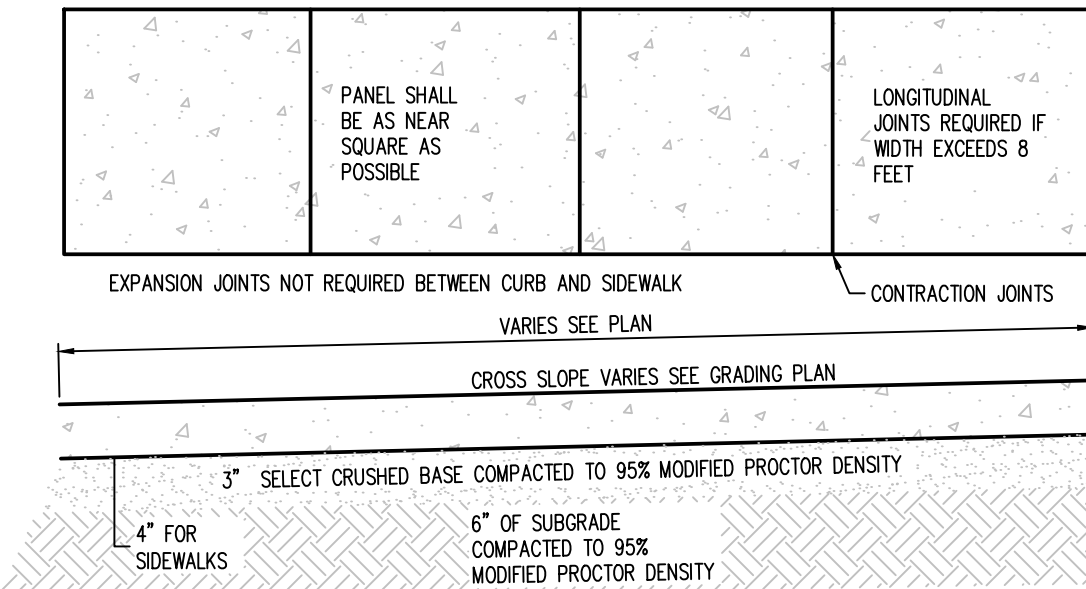 PANEL SHALL
BE AS NEAR
SQUARE AS
POSSIBLE
LONGITUDINAL
JOINTS REQUIRED IF
WIDTH EXCEEDS 8
FEET
EXPANSION JOINTS NOT REQUIRED BETWEEN CURB AND SIDEWALK
CONTRACTION JOINTS
VARIES SEE PLAN
CROSS SLOPE VARIES SEE GRADING PLAN
3" SELECT CRUSHED BASE COMPACTED TO 95% MODIFIED PROCTOR DENSITY
4" FOR
SIDEWALKS
6" OF SUBGRADE
COMPACTED TO 95%
MODIFIED PROCTOR DENSITY